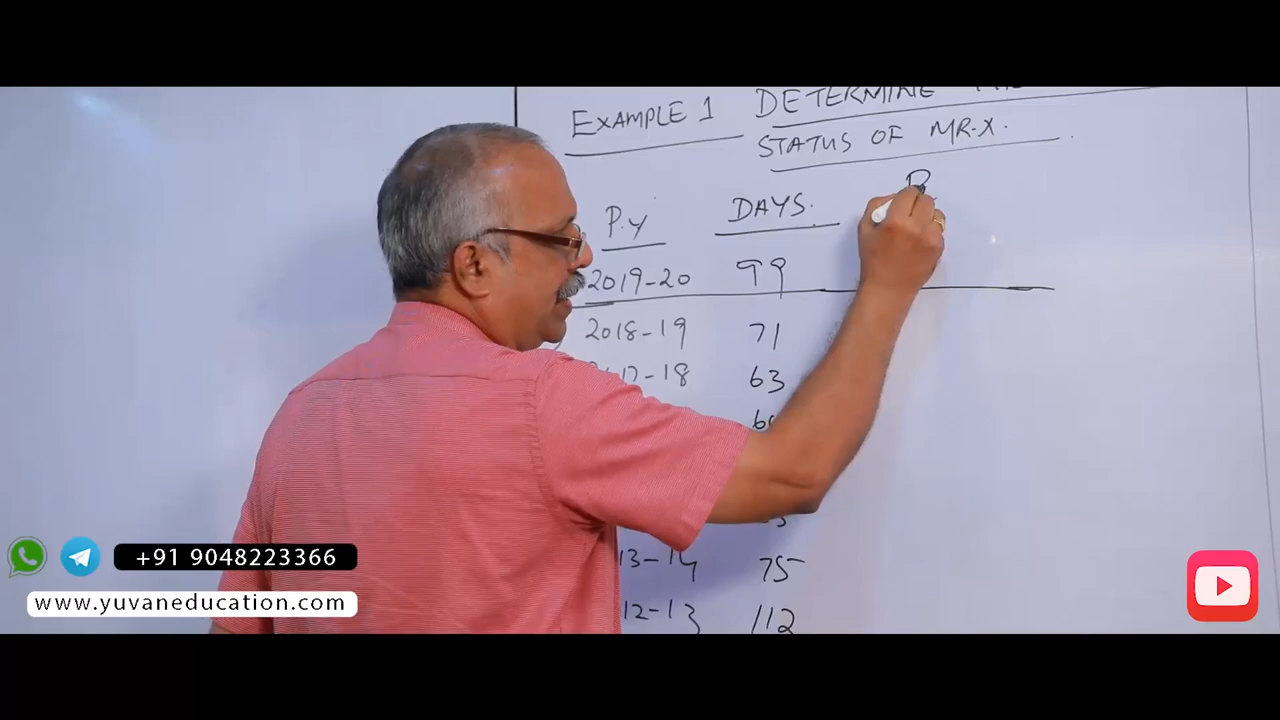 EXAMPLE 1 DETERMINE
STATUS OF MR.X.
P.Y DAYS.
2019-20 99
2018-19 71
-18 63
13-14 75
12-13 112
+91 9048223366
www.yuvaneducation.com